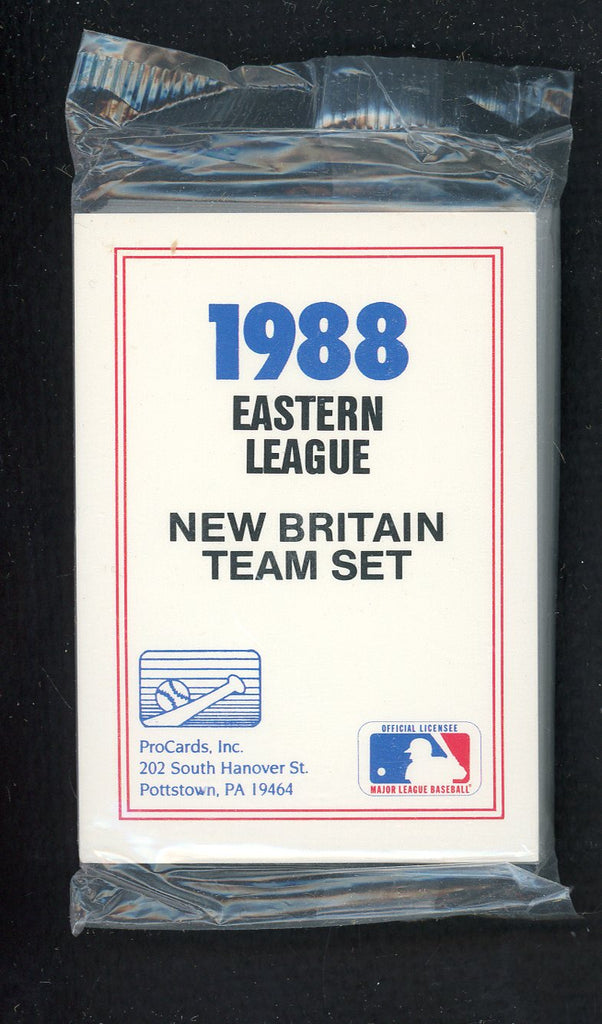 1988
EASTERN
LEAGUE
NEW BRITAIN
TEAM SET
ProCards, Inc.
202 South Hanover St.
Pottstown, PA 19464
OFFICIAL LICENSEE
MAJOR LEAGUE BASEBALL®